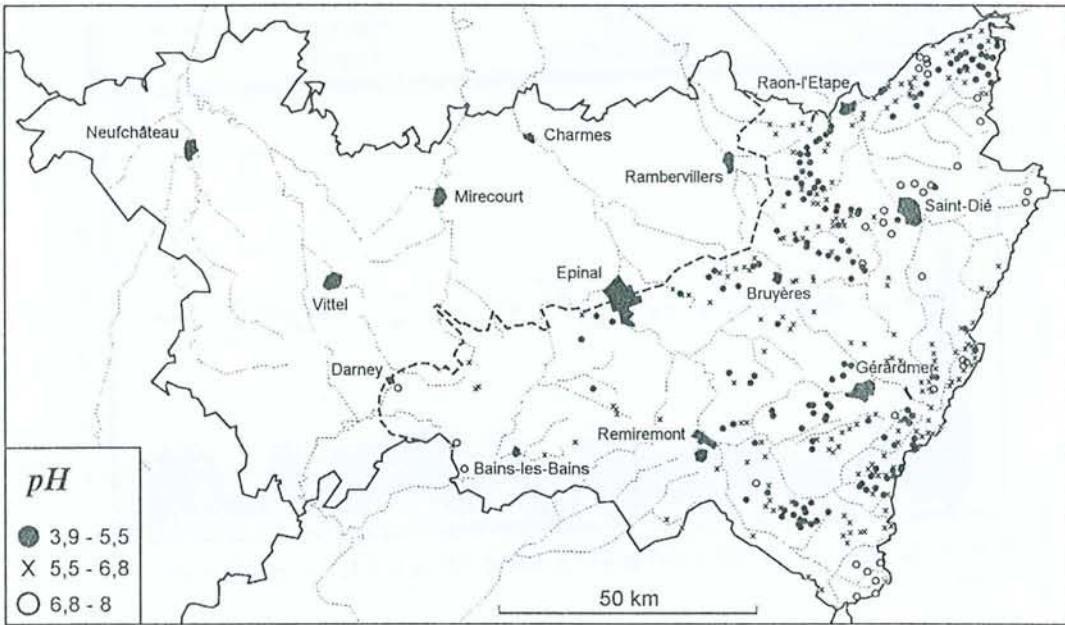 Raon-l'Etape
Neufchâteau
Charmes
Rambervillers
Mirecourt
Saint-Dié
Epinal
Bruyères
Vittel
Darney
Gérardmer
Remiremont
Bains-les-Bains
pH
3,9 - 5,5
X 5,5 - 6,8
6,8 - 8
50 km